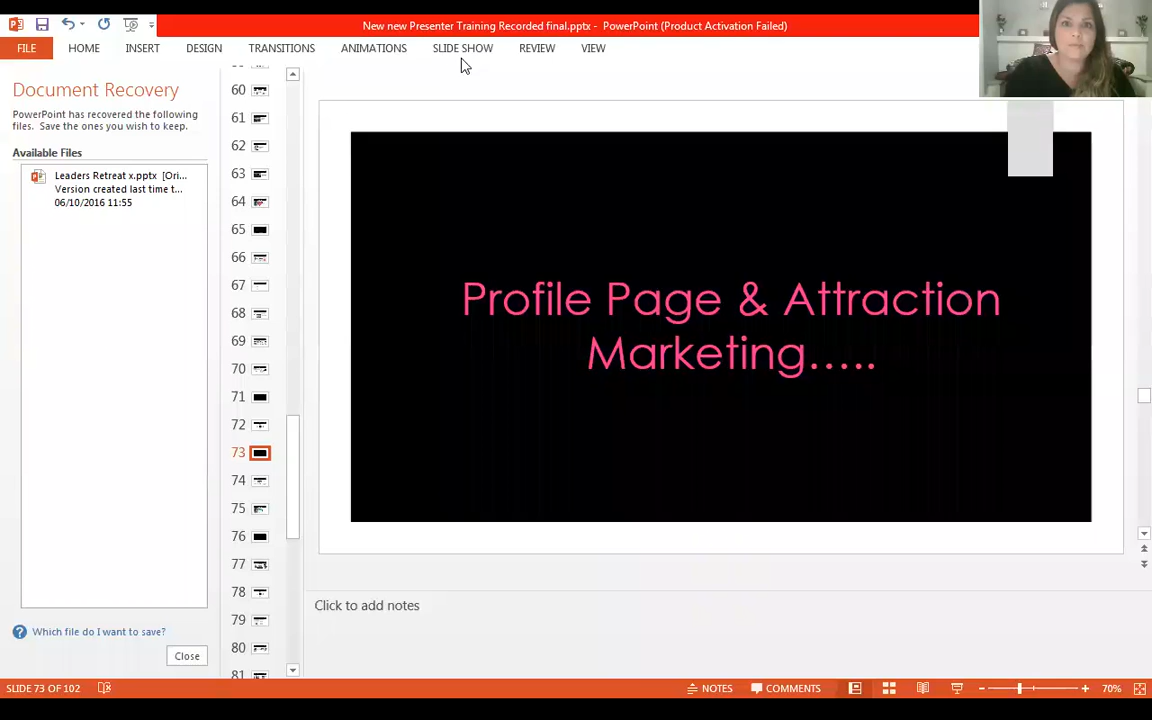 New new Presenter Training Recorded final.pptx - PowerPoint (Product Activation Failed)
FILE HOME INSERT DESIGN TRANSITIONS ANIMATIONS SLIDE SHOW REVIEW VIEW
Document Recovery
PowerPoint has recovered the following
files. Save the ones you wish to keep.
Available Files
Leaders Retreat x.pptx [Ori...
Version created last time t...
06/10/2016 11:55
Which file do I want to save?
Close
60
61
62
63
64
65
66
67
68
69
70
71
72
73
74
75
76
77
78
79
80
81
Profile Page & Attraction
Marketing.....
Click to add notes
SLIDE 73 OF 102
NOTES
COMMENTS
70%